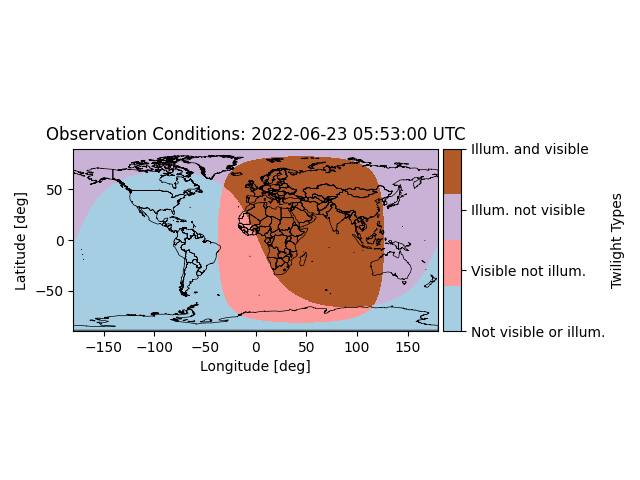 Observation Conditions: 2022-06-23 05:53:00 UTC
Illum. and visible
Illum. not visible
Visible not illum.
Not visible or illum.
Twilight Types
Latitude [deg]
50
0
−50
−150
−100
−50
0
50
100
150
Longitude [deg]